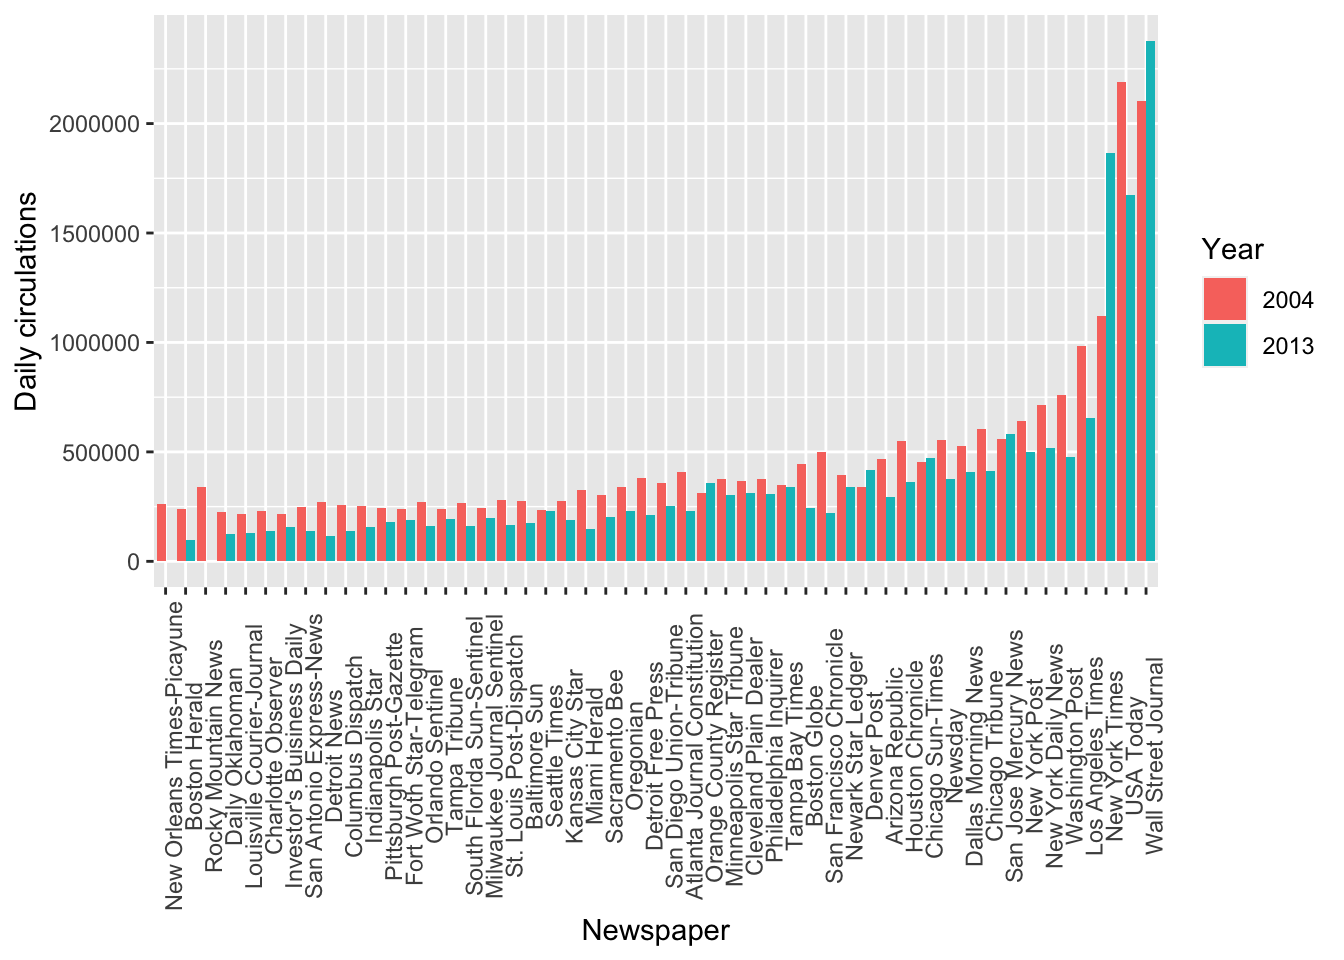 2000000
1500000
1000000
500000
0
Daily circulations
New Orleans Times-Picayune
Boston Herald
Rocky Mountain News
Daily Oklahoman
Louisville Courier-Journal
Charlotte Observer
Investor's Business Daily
San Antonio Express-News
Detroit News
Columbus Dispatch
Indianapolis Star
Pittsburgh Post-Gazette
Fort Woth Star-Telegram
Orlando Sentinel
Tampa Tribune
South Florida Sun-Sentinel
Milwaukee Journal Sentinel
St. Louis Post-Dispatch
Baltimore Sun
Seattle Times
Kansas City Star
Miami Herald
Sacramento Bee
Oregonian
Detroit Free Press
San Diego Union-Tribune
Atlanta Journal Constitution
Orange County Register
Minneapolis Star Tribune
Cleveland Plain Dealer
Philadelphia Inquirer
Tampa Bay Times
Boston Globe
San Francisco Chronicle
Newark Star Ledger
Denver Post
Arizona Republic
Houston Chronicle
Chicago Sun-Times
Newsday
Dallas Morning News
Chicago Tribune
San Jose Mercury News
New York Post
New York Daily News
Washington Post
Los Angeles Times
New York Times
USA Today
Wall Street Journal
Newspaper
Year
2004
2013